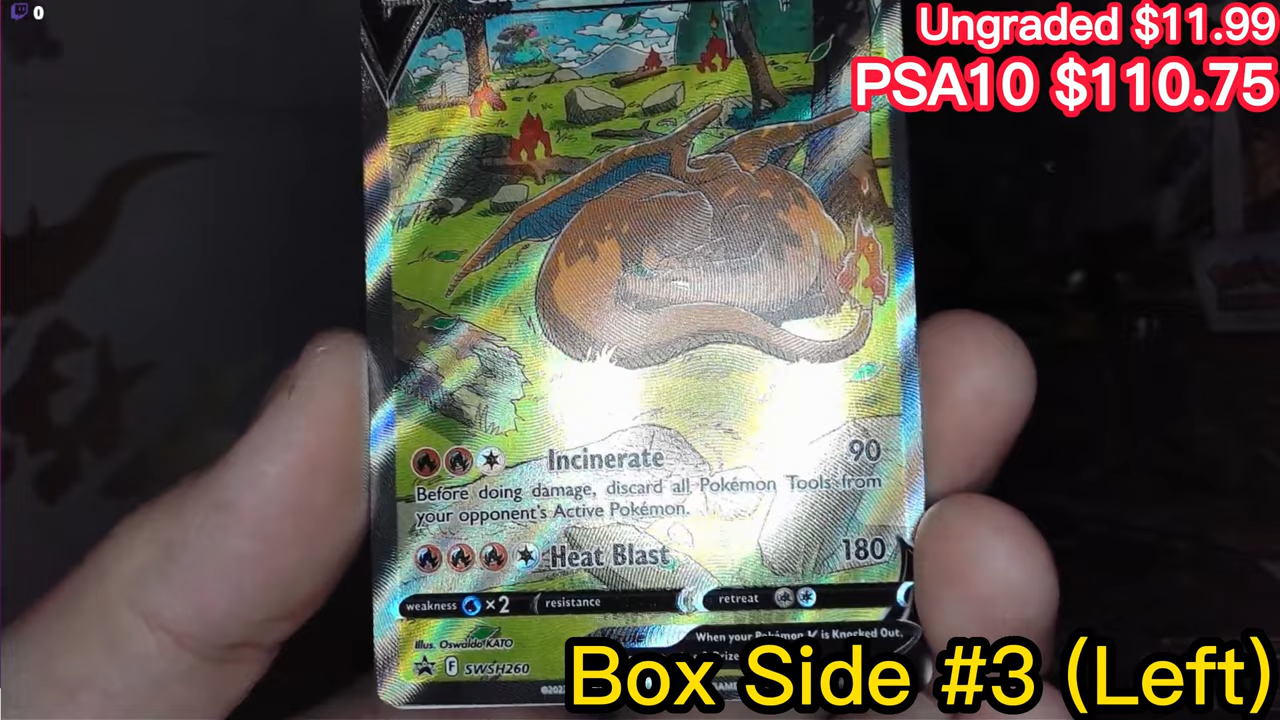 0
Ungraded $11.99
PSA10 $110.75
Incinerate 90
Before doing damage, discard all Pokémon Tools from
your opponent's Active Pokémon.
Heat Blast 180
weakness ×2 resistance retreat
When your Pokémon V is Knocked Out,
Illus. Oswaldo KATO
F SWSH260
Box Side #3 (Left)